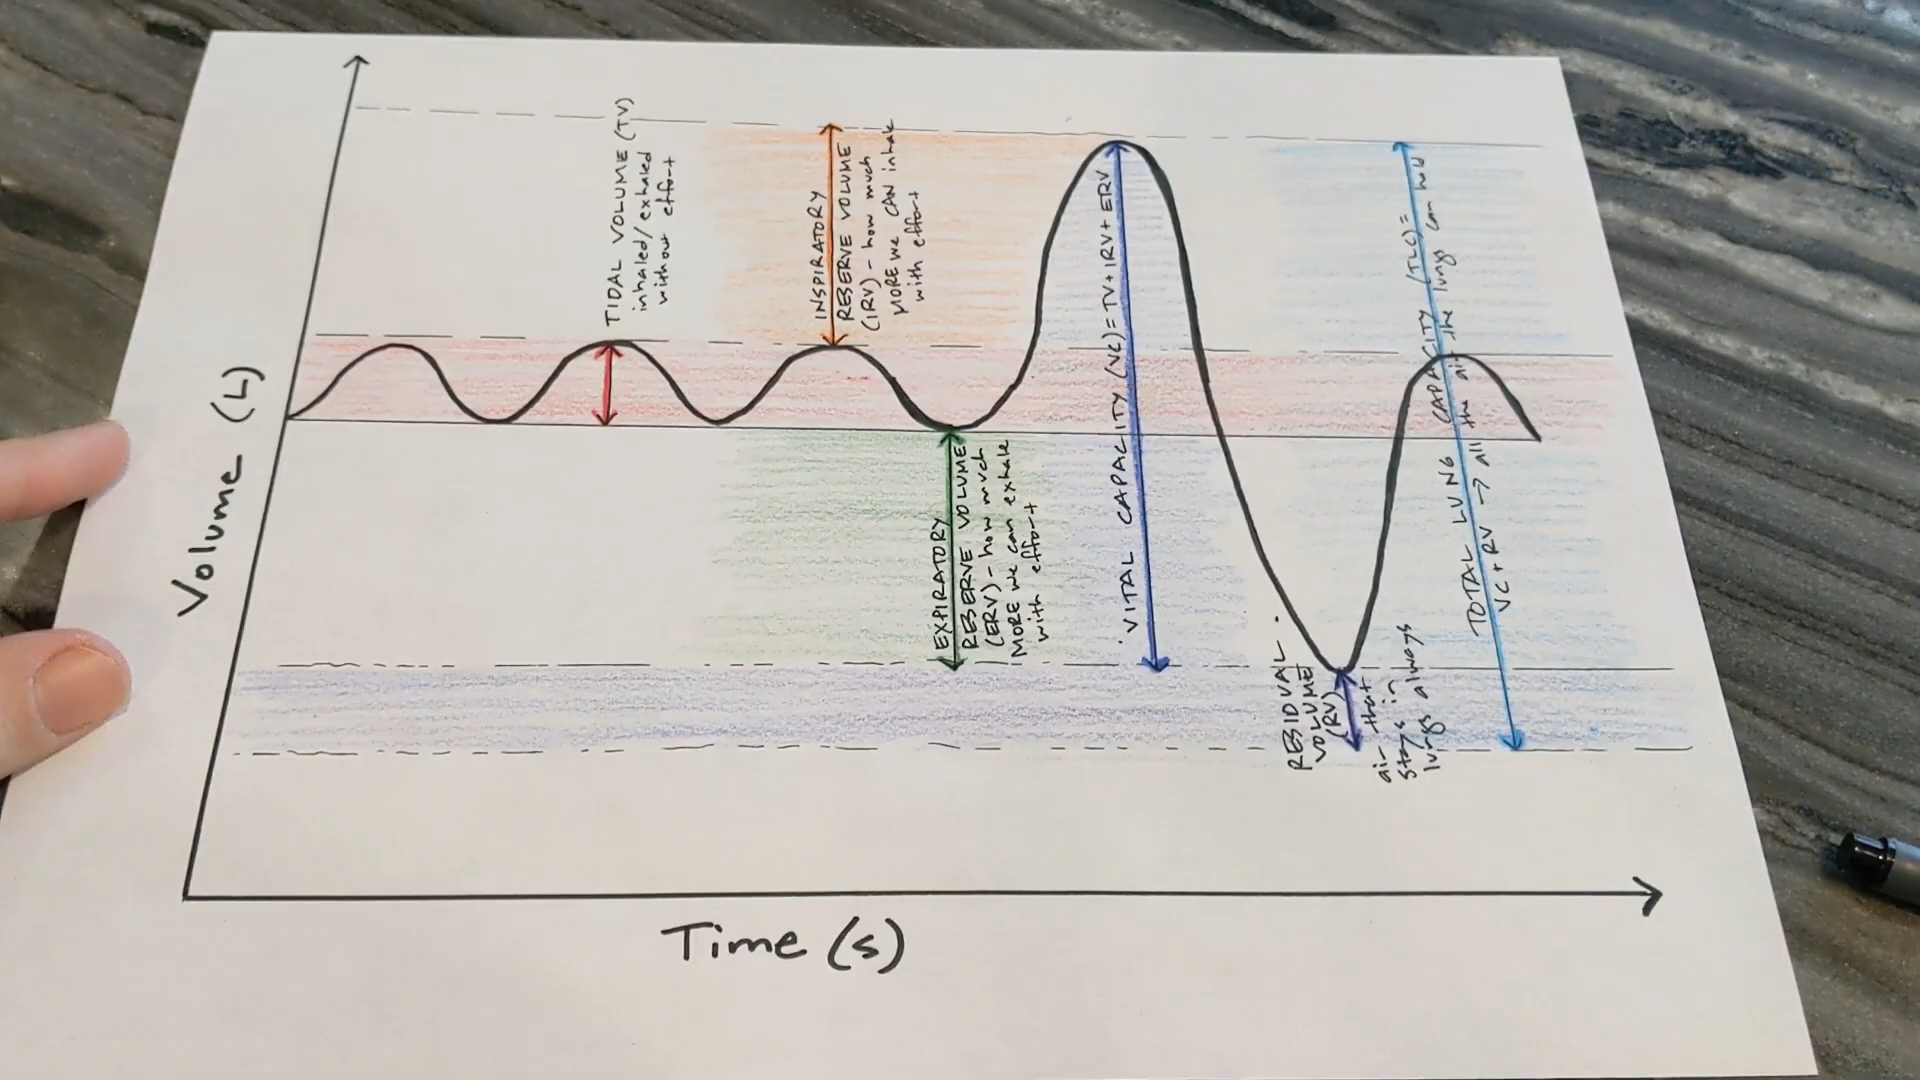 Volume (L)
TIDAL VOLUME (TV)
inhaled/exhaled
without effort
INSPIRATORY
RESERVE VOLUME
(IRV) - how much
MORE we CAN inhale
with effort
EXPIRATORY
RESERVE VOLUME
(ERV) - how much
MORE we can exhale
with effort
VITAL CAPACITY (VC) = TV + IRV + ERV
RESIDUAL
VOLUME
(RV)
air that
stays in
lungs always
TOTAL LUNG CAPACITY (TLC) =
VC + RV → all the air the lungs can hold
Time (s)